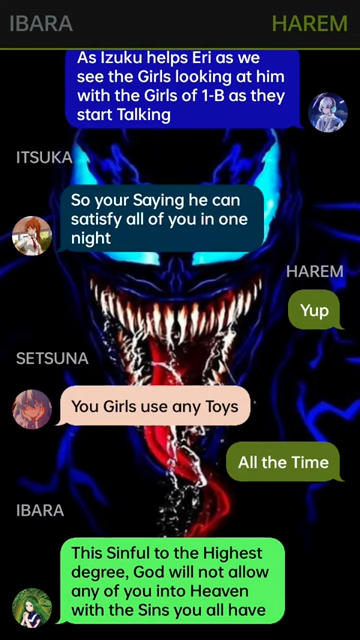 IBARA HAREM
As Izuku helps Eri as we
see the Girls looking at him
with the Girls of 1-B as they
start Talking
ITSUKA
So your Saying he can
satisfy all of you in one
night
HAREM
Yup
SETSUNA
You Girls use any Toys
All the Time
IBARA
This Sinful to the Highest
degree, God will not allow
any of you into Heaven
with the Sins you all have